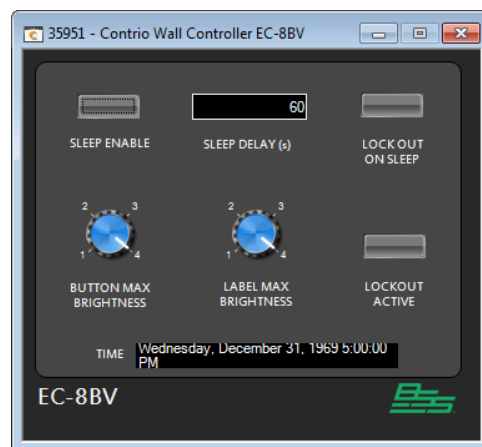 35951 - Contrio Wall Controller EC-8BV
60
SLEEP ENABLE
SLEEP DELAY (s)
LOCK OUT
ON SLEEP
2 3
1 4
2 3
1 4
BUTTON MAX
BRIGHTNESS
LABEL MAX
BRIGHTNESS
LOCKOUT
ACTIVE
TIME
Wednesday, December 31, 1969 5:00:00
PM
EC-8BV
BSS